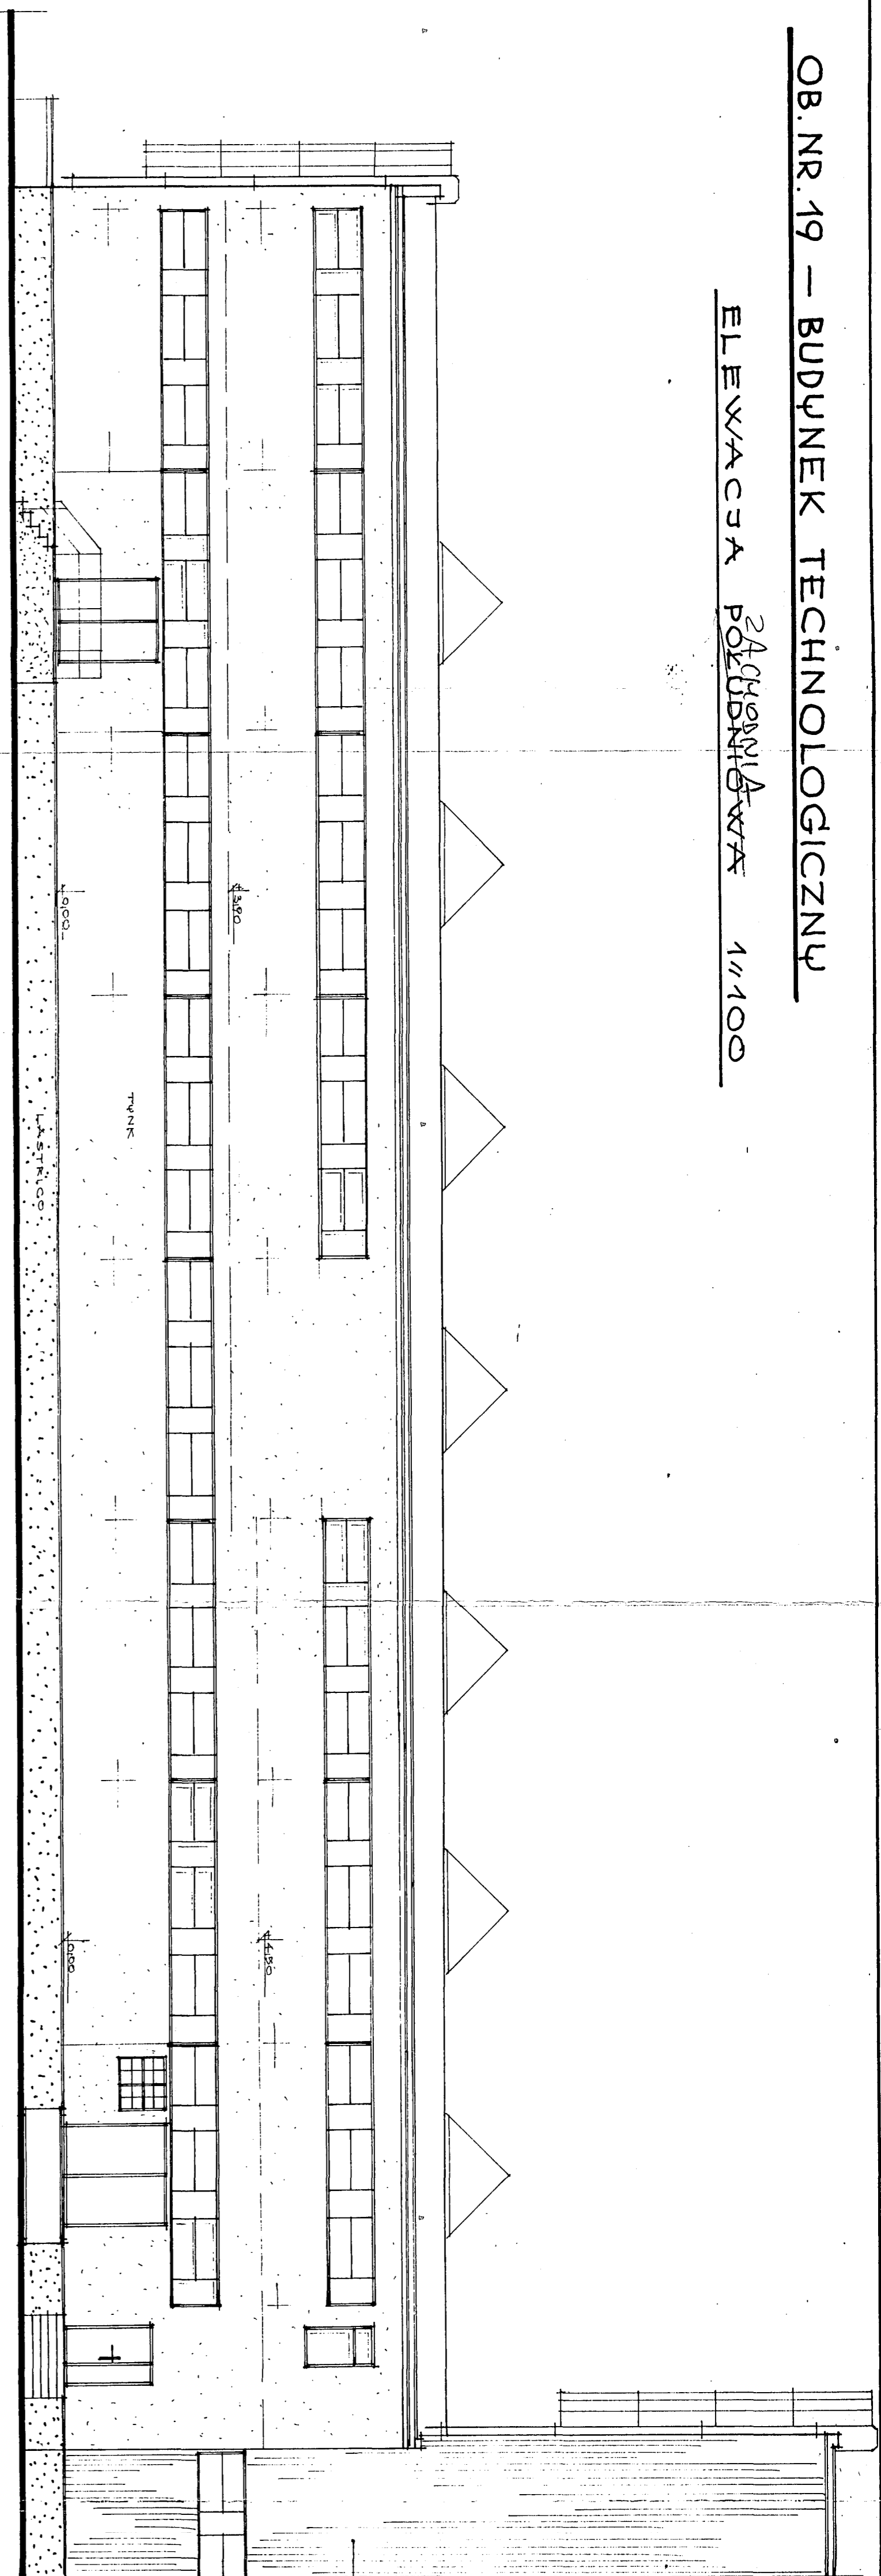 OB. NR. 19 — BUDYNEK TECHNOLOGICZNY
ZACHODNIA
ELEWACJA POŁUDNIOWA 1:100
+3,90
0,00
TYNK
LASTRICO
+4,50
0,00